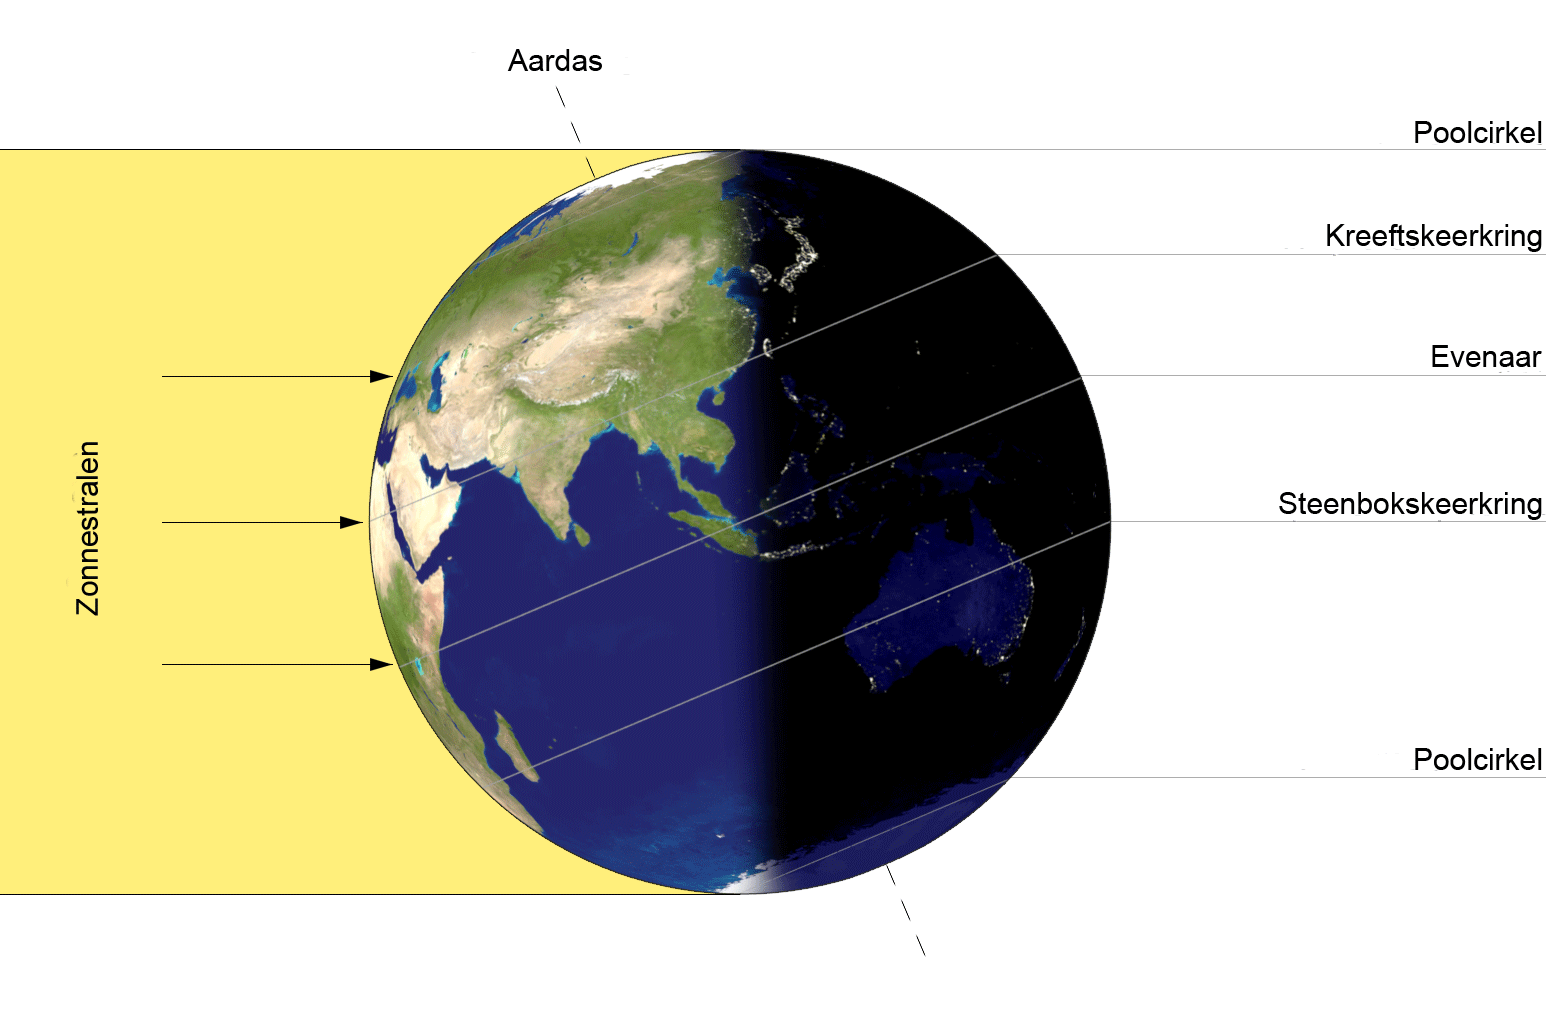 Aardas
Poolcirkel
Kreeftskeerkring
Evenaar
Zonnestralen
Steenbokskeerkring
Poolcirkel